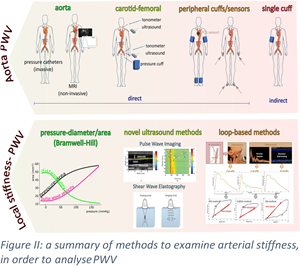 Aorta PWV
aorta
carotid-femoral
peripheral cuffs/sensors
single cuff
tonometer
ultrasound
tonometer
ultrasound
pressure cuff
pressure catheters
(invasive)
MRI
(non-invasive)
direct
indirect
Local stiffness- PWV
pressure-diameter/area
(Bramwell-Hill)
novel ultrasound methods
loop-based methods
Pulse Wave Imaging
Shear Wave Elastography
pressure (mmHg)
Figure II: a summary of methods to examine arterial stiffness,
in order to analyse PWV